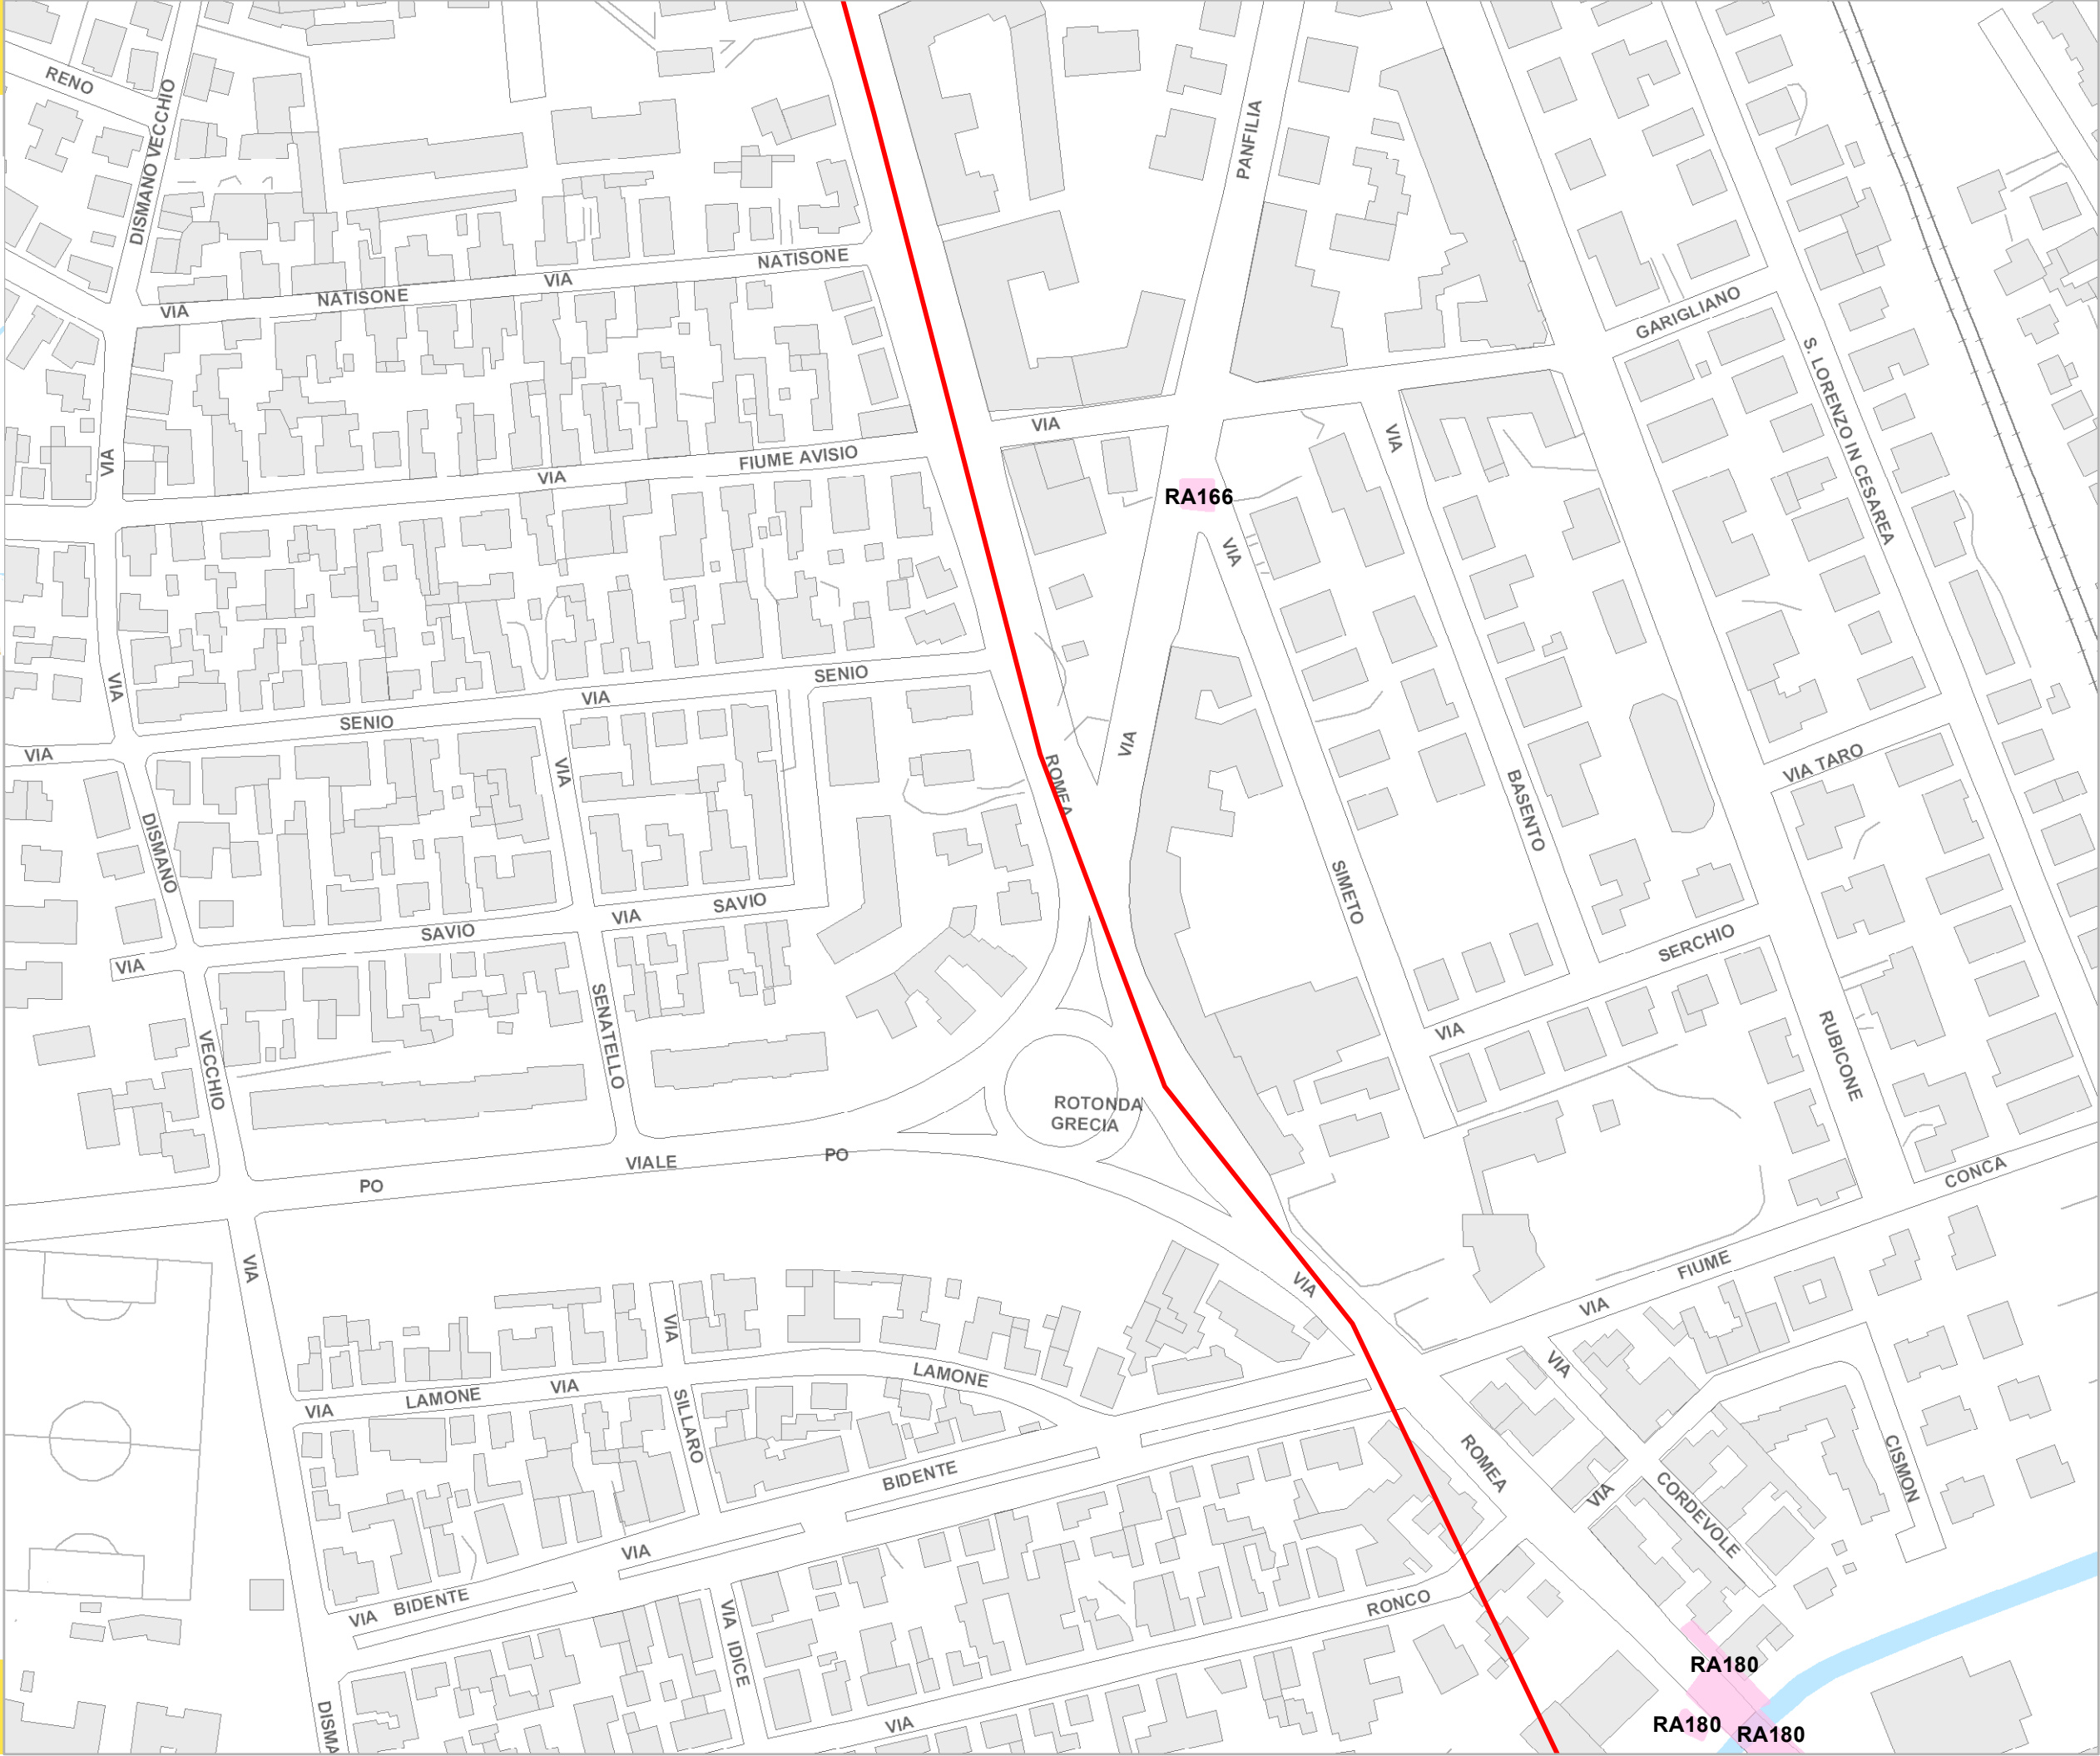 RENO
DISMANO VECCHIO
PANFILIA
VIA
NATISONE
VIA
NATISONE
GARIGLIANO
S. LORENZO IN CESAREA
VIA
VIA
FIUME AVISIO
VIA
VIA
VIA
RA166
VIA
VIA
SENIO
VIA
SENIO
VIA
VIA
VIA
ROMEA
VIA TARO
BASENTO
DISMANO
SIMETO
VIA
SAVIO
SAVIO
VIA
SERCHIO
VIA
SENATELLO
VECCHIO
RUBICONE
ROTONDA
GRECIA
VIALE
PO
PO
CONCA
FIUME
VIA
VIA
VIA
VIA
VIA
LAMONE
VIA
LAMONE
VIA
SILLARO
BIDENTE
ROMEA
VIA
CORDEVOLE
CISMON
VIA
VIA
BIDENTE
VIA IDICE
RONCO
VIA
DISMA
RA180
RA180
RA180